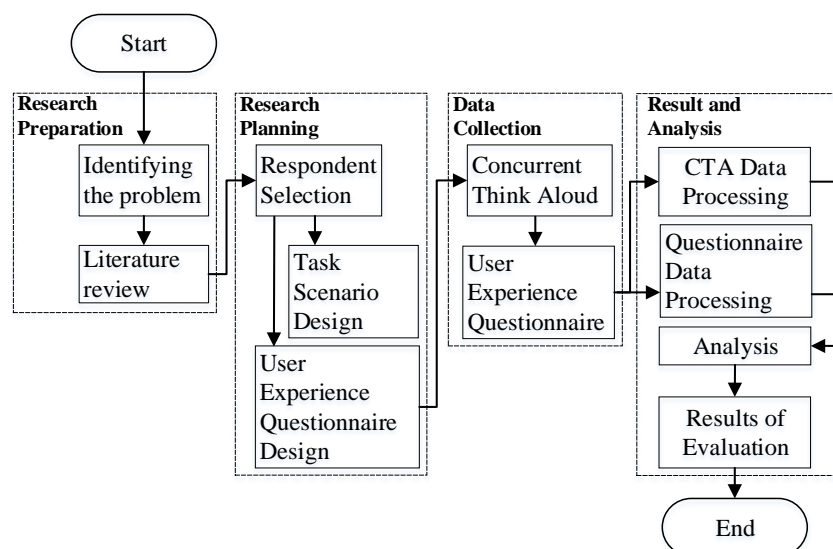 Start
Research
Preparation
Identifying
the problem
Literature
review
Research
Planning
Respondent
Selection
Task
Scenario
Design
User
Experience
Questionnaire
Design
Data
Collection
Concurrent
Think Aloud
User
Experience
Questionnaire
Result and
Analysis
CTA Data
Processing
Questionnaire
Data
Processing
Analysis
Results of
Evaluation
End